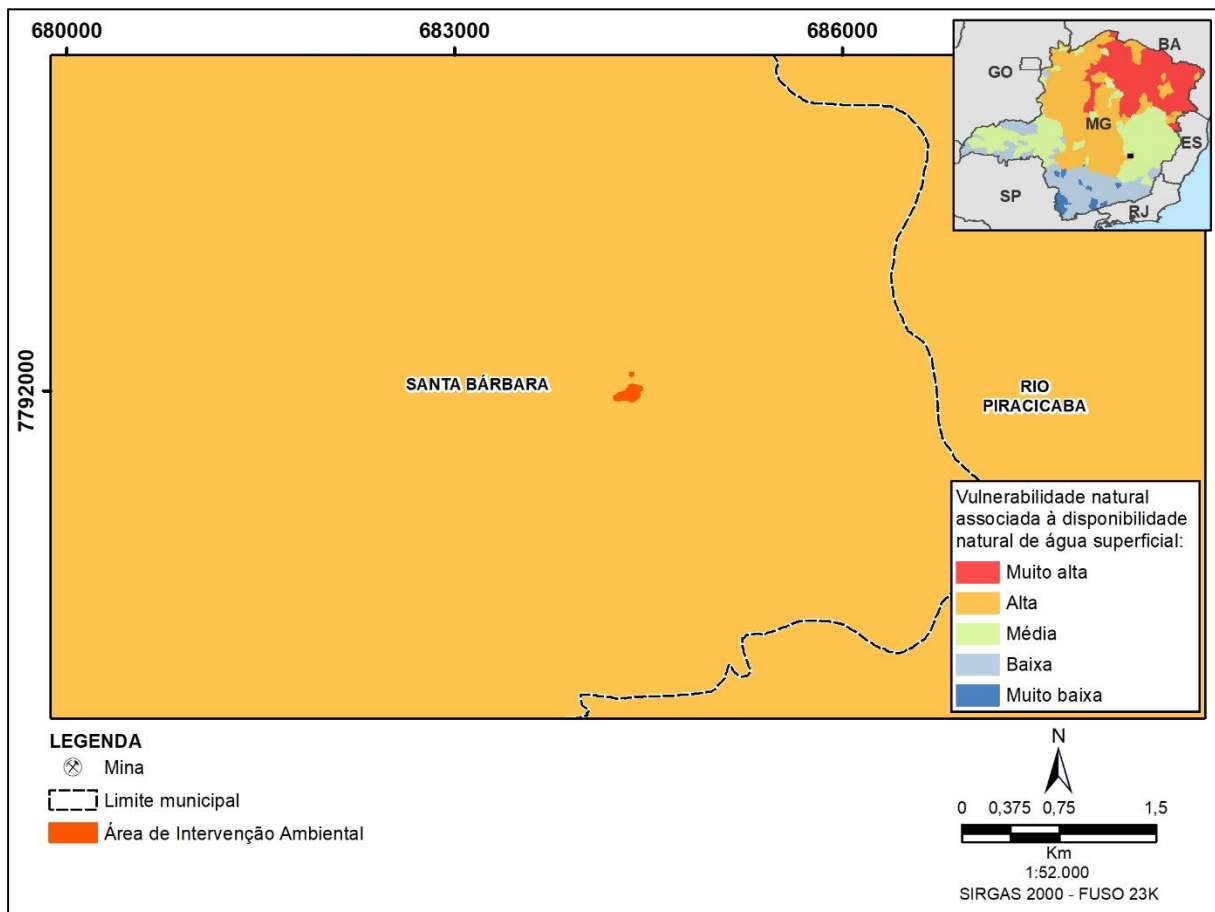 680000
683000
686000
7792000
BA
GO
MG
ES
SP
RJ
SANTA BÁRBARA
RIO
PIRACICABA
Vulnerabilidade natural
associada à disponibilidade
natural de água superficial:
Muito alta
Alta
Média
Baixa
Muito baixa
LEGENDA
Mina
Limite municipal
Área de Intervenção Ambiental
N
0 0,375 0,75 1,5
Km
1:52.000
SIRGAS 2000 - FUSO 23K